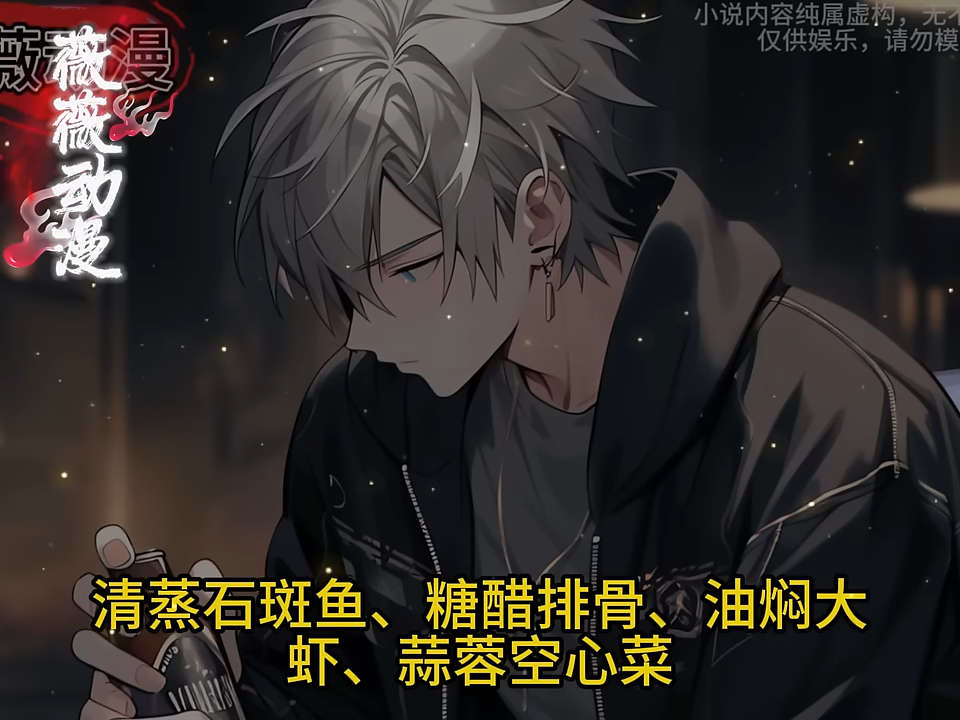 小说内容纯属虚构，无
仅供娱乐，请勿模
薇 漫
薇薇动漫
清蒸石斑鱼、糖醋排骨、油焖大
虾、蒜蓉空心菜